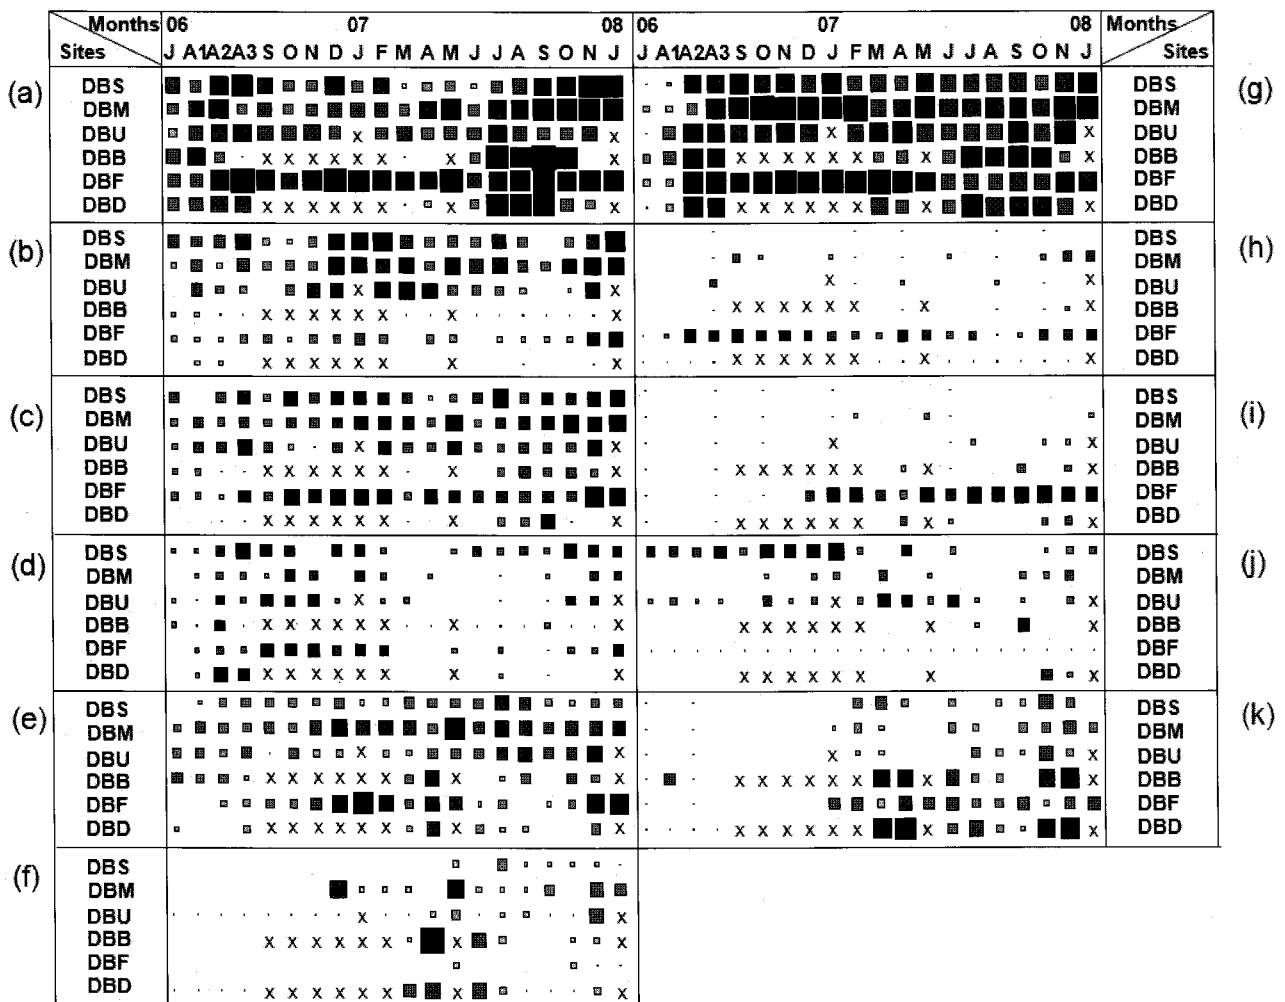 Months 06 07 08 06 07 08 Months
Sites J A1A2A3 S O N D J F M A M J J A S O N J J A1A2A3 S O N D J F M A M J J A S O N J Sites
(a) DBS DBS (g)
DBM DBM
DBU x x x x DBU
DBB x x x x x x x x x x x x x x x x DBB
DBF DBF
DBD x x x x x x x x x x x x x x x x DBD
(b) DBS DBS (h)
DBM DBM
DBU x x x x DBU
DBB x x x x x x x x x x x x x x x x DBB
DBF DBF
DBD x x x x x x x x x x x x x x x x DBD
(c) DBS DBS (i)
DBM DBM
DBU x x x x DBU
DBB x x x x x x x x x x x x x x x x DBB
DBF DBF
DBD x x x x x x x x x x x x x x x x DBD
(d) DBS DBS (j)
DBM DBM
DBU x x x x DBU
DBB x x x x x x x x x x x x x x x x DBB
DBF DBF
DBD x x x x x x x x x x x x x x x x DBD
(e) DBS DBS (k)
DBM DBM
DBU x x x x DBU
DBB x x x x x x x x x x x x x x x x DBB
DBF DBF
DBD x x x x x x x x x x x x x x x x DBD
(f) DBS
DBM
DBU x x
DBB x x x x x x x x
DBF
DBD x x x x x x x x